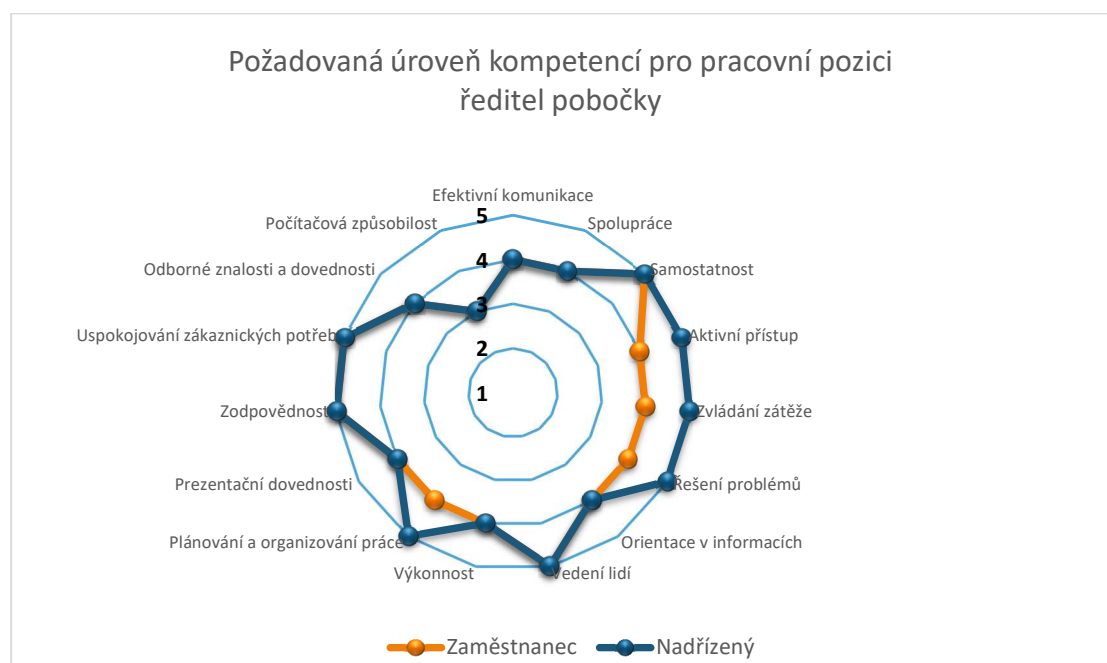 Požadovaná úroveň kompetencí pro pracovní pozici
ředitel pobočky
Efektivní komunikace
Spolupráce
Samostatnost
Aktivní přístup
Zvládání zátěže
Řešení problémů
Orientace v informacích
Vedení lidí
Výkonnost
Plánování a organizování práce
Prezentační dovednosti
Zodpovědnost
Uspokojování zákaznických potřeb
Odborné znalosti a dovednosti
Počítačová způsobilost
5
4
3
2
1
Zaměstnanec
Nadřízený